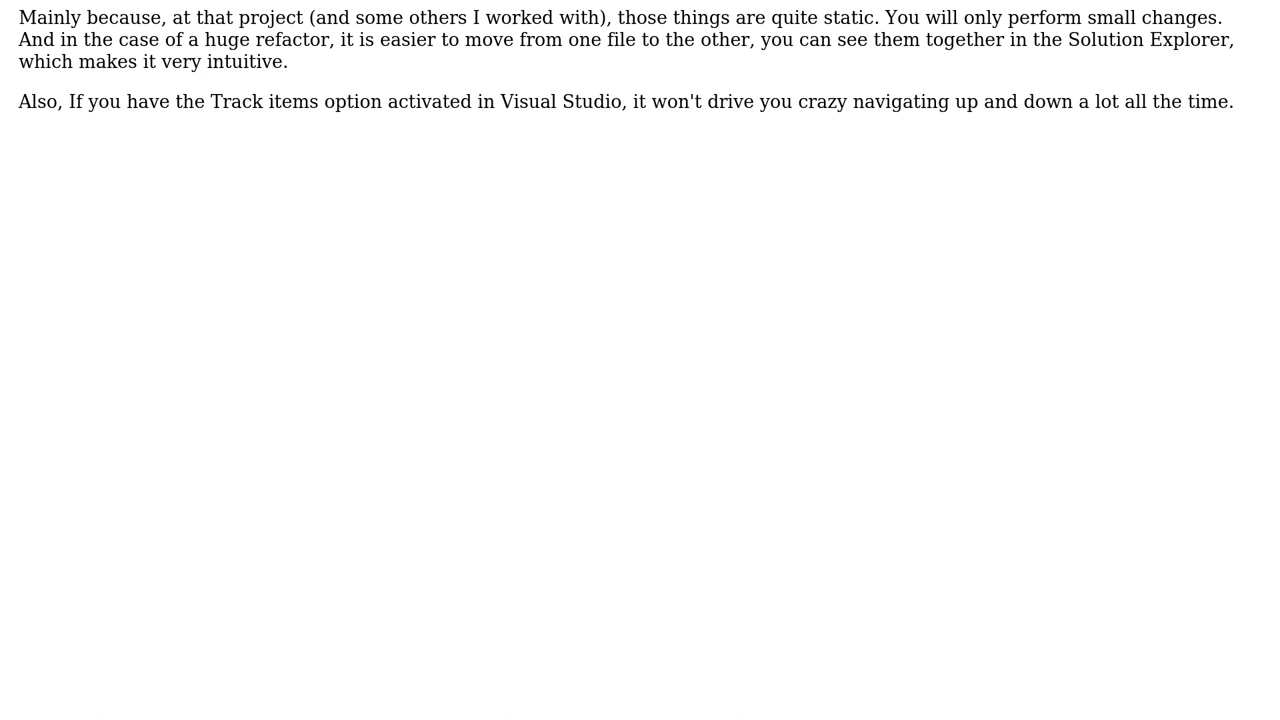 Mainly because, at that project (and some others I worked with), those things are quite static. You will only perform small changes.
And in the case of a huge refactor, it is easier to move from one file to the other, you can see them together in the Solution Explorer,
which makes it very intuitive.
Also, If you have the Track items option activated in Visual Studio, it won't drive you crazy navigating up and down a lot all the time.